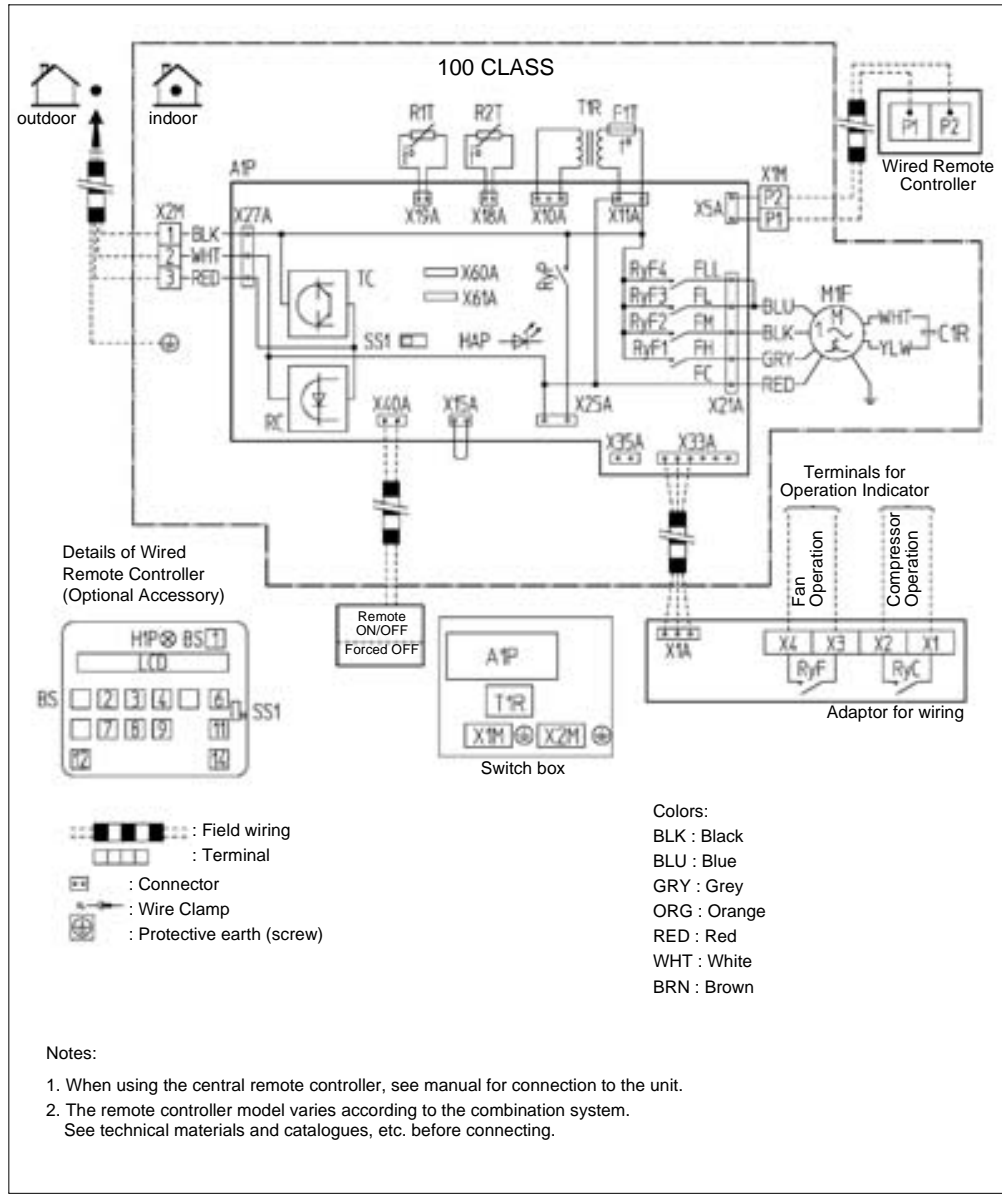 100 CLASS
outdoor
indoor
R1T
R2T
T1R
F1T
t°
t°
t°
P1 P2
Wired Remote
Controller
A1P
X1M
P2
P1
X5A
X19A
X18A
X10A
X11A
X2M
X27A
1 BLK
2 WHT
3 RED
TC
X60A
X61A
RyP
SS1
HAP
RC
RyF4 FLL
RyF3 FL
RyF2 FM
RyF1 FH
FC
X21A
BLU
BLK
GRY
RED
M1F
M
1
WHT
YLW
C1R
X40A
X15A
X25A
X35A
X33A
Terminals for
Operation Indicator
Fan
Operation
Compressor
Operation
Details of Wired
Remote Controller
(Optional Accessory)
H1P BS 1
LCD
BS 2 3 4 6 SS1
7 8 9 11
12 14
Remote
ON/OFF
Forced OFF
A1P
T1R
X1M X2M
Switch box
X1A
X4 X3 X2 X1
RyF RyC
Adaptor for wiring
: Field wiring
: Terminal
: Connector
: Wire Clamp
: Protective earth (screw)
Colors:
BLK : Black
BLU : Blue
GRY : Grey
ORG : Orange
RED : Red
WHT : White
BRN : Brown
Notes:
1. When using the central remote controller, see manual for connection to the unit.
2. The remote controller model varies according to the combination system.
See technical materials and catalogues, etc. before connecting.